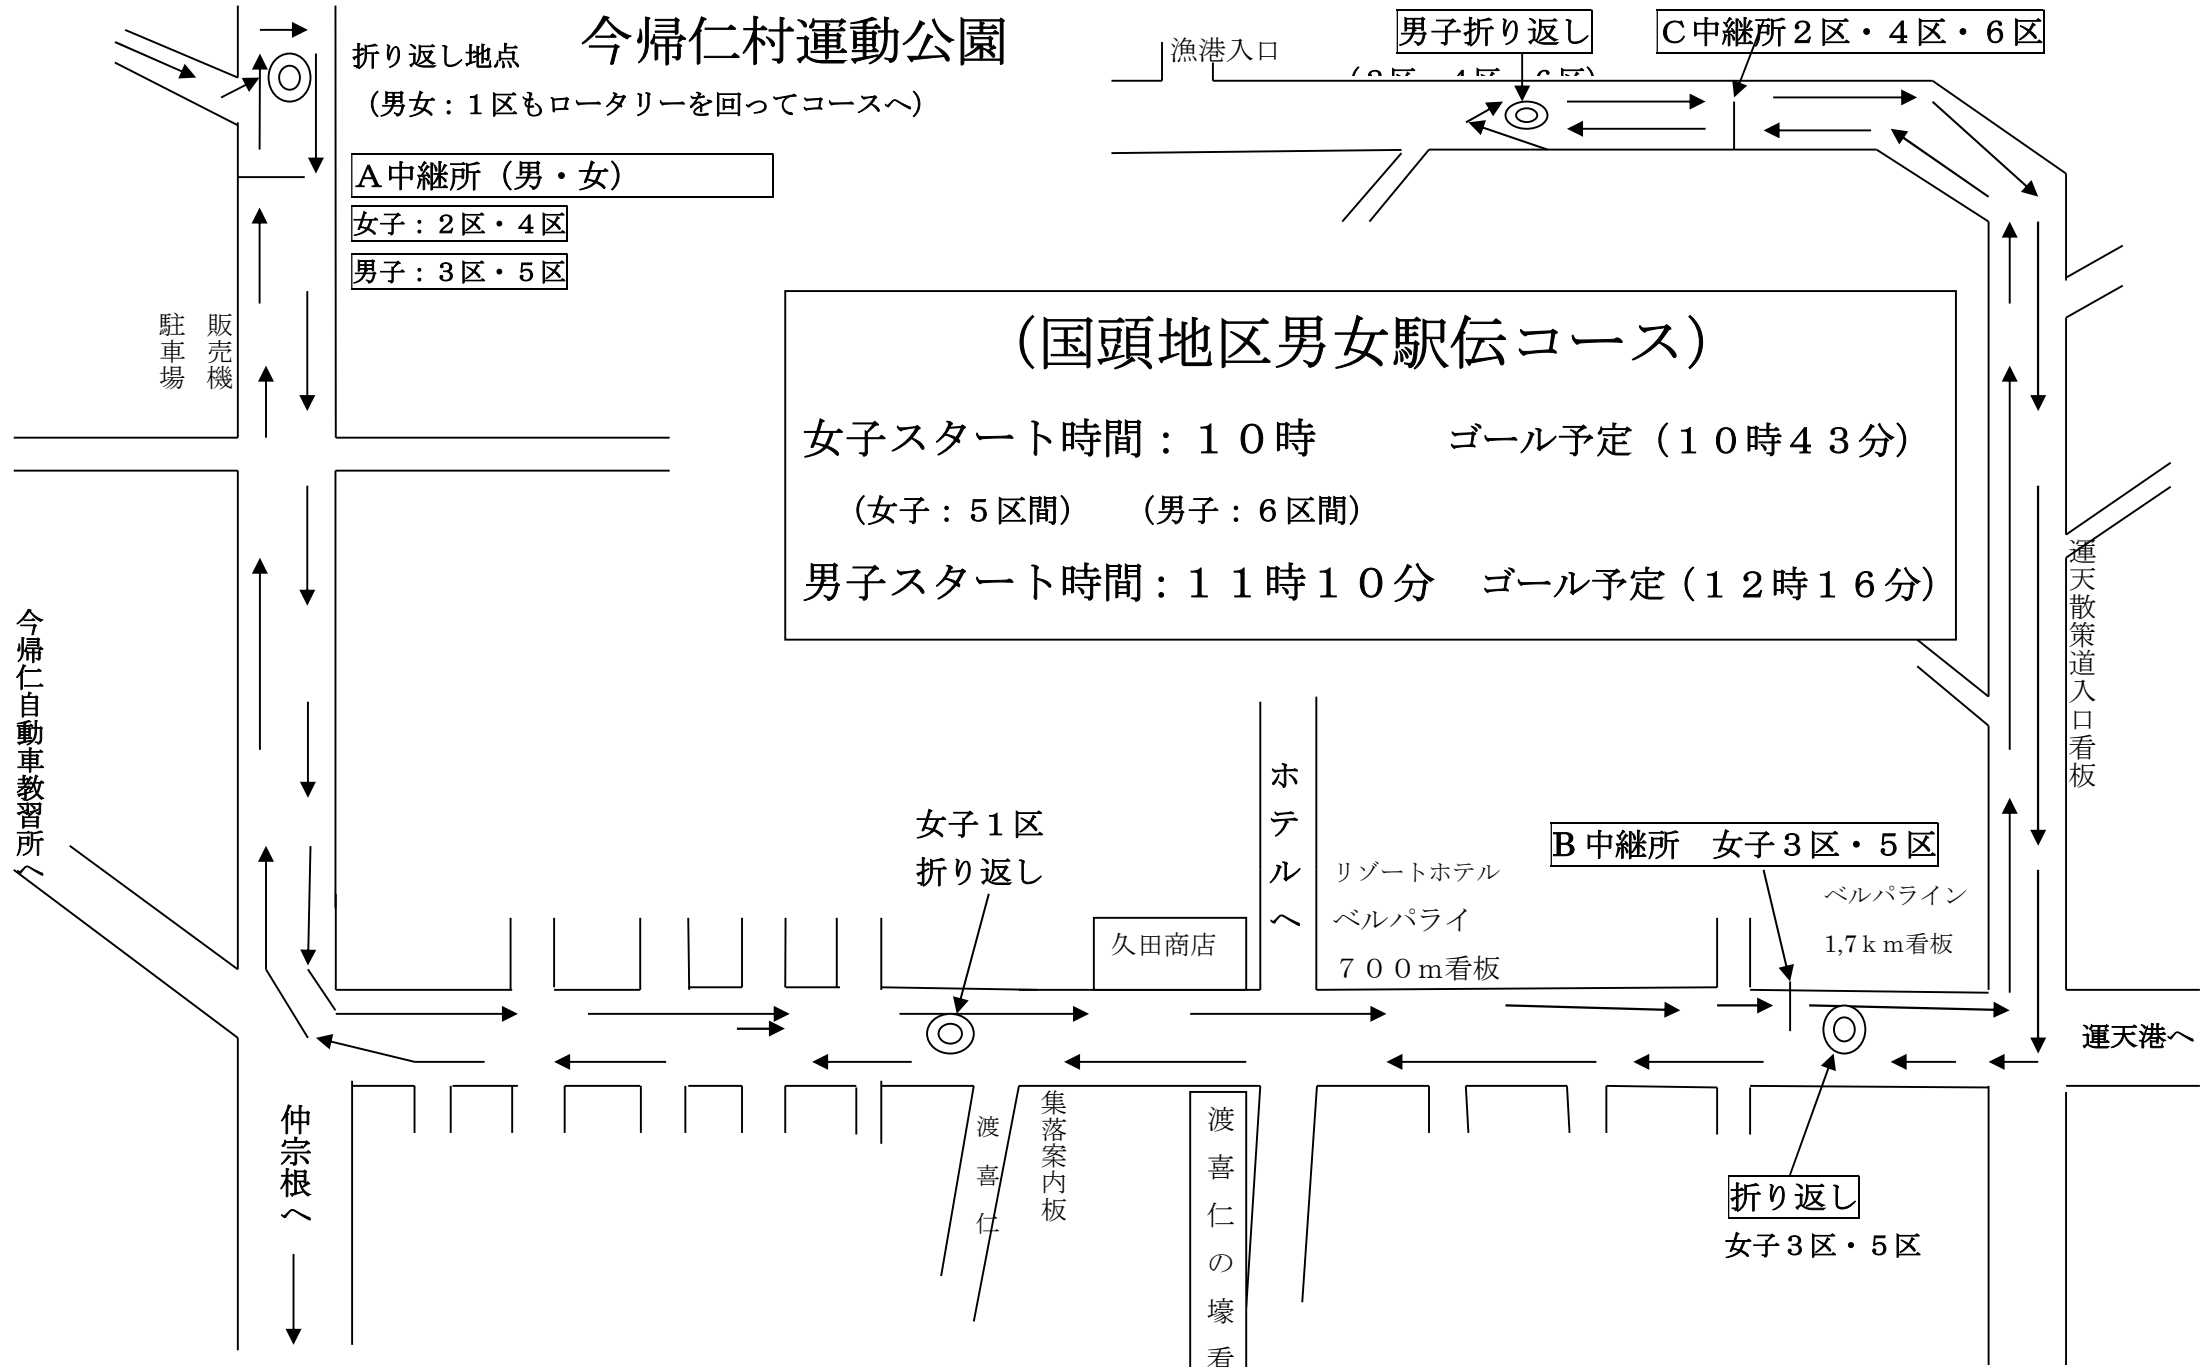 今帰仁村運動公園
折り返し地点
（男女：１区もロータリーを回ってコースへ）
Ａ中継所（男・女）
女子：２区・４区
男子：３区・５区
漁港入口
男子折り返し
Ｃ中継所２区・４区・６区
販売機
駐車場
（国頭地区男女駅伝コース）
女子スタート時間：１０時　ゴール予定（１０時４３分）
（女子：５区間）　（男子：６区間）
男子スタート時間：１１時１０分　ゴール予定（１２時１６分）
運天散策道入口看板
今帰仁自動車教習所へ
女子１区
折り返し
ホテルへ
リゾートホテル
ベルパライ
７００ｍ看板
久田商店
Ｂ中継所　女子３区・５区
ベルパライン
1,7ｋｍ看板
運天港へ
仲宗根へ
渡喜仁
集落案内板
渡喜仁の壕看
折り返し
女子３区・５区